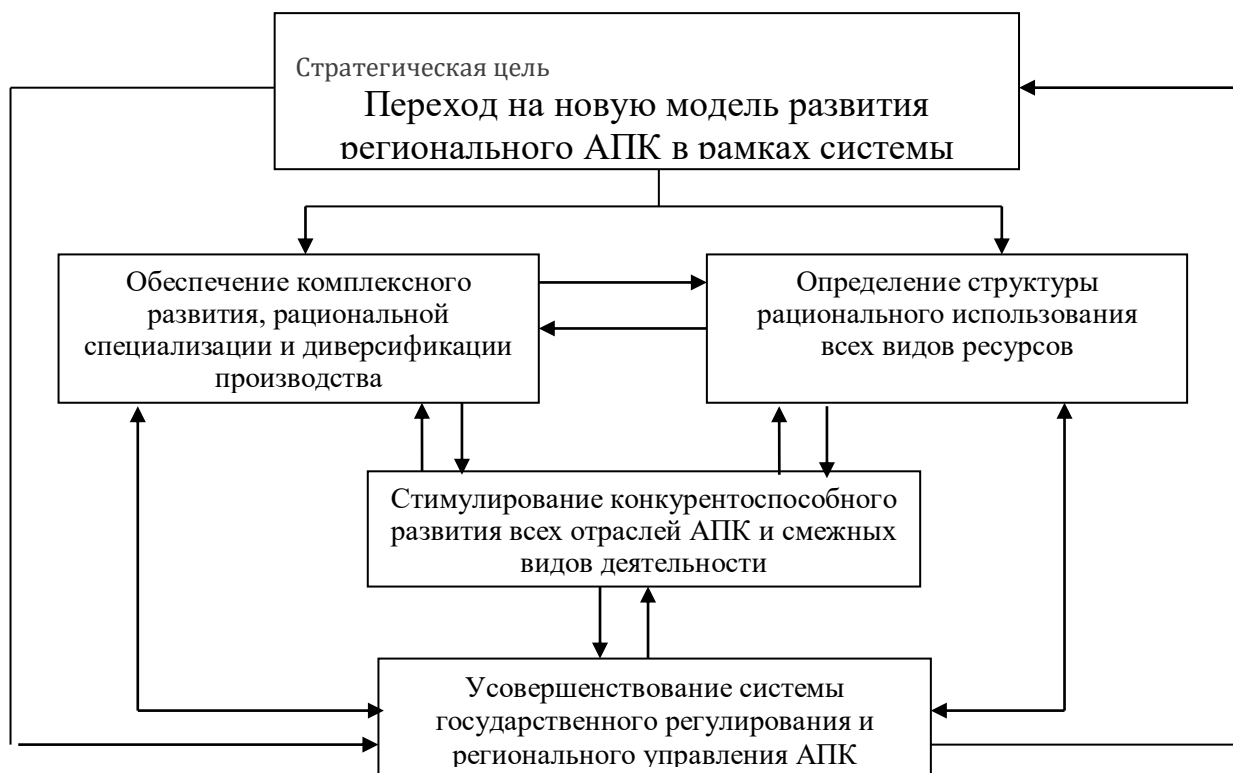 Стратегическая цель
Переход на новую модель развития
регионального АПК в рамках системы
Обеспечение комплексного
развития, рациональной
специализации и диверсификации
производства
Определение структуры
рационального использования
всех видов ресурсов
Стимулирование конкурентоспособного
развития всех отраслей АПК и смежных
видов деятельности
Усовершенствование системы
государственного регулирования и
регионального управления АПК